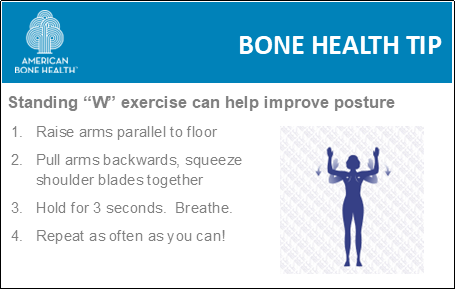 AMERICAN
BONE HEALTH™
BONE HEALTH TIP
Standing “W” exercise can help improve posture
1. Raise arms parallel to floor
2. Pull arms backwards, squeeze
shoulder blades together
3. Hold for 3 seconds.  Breathe.
4. Repeat as often as you can!